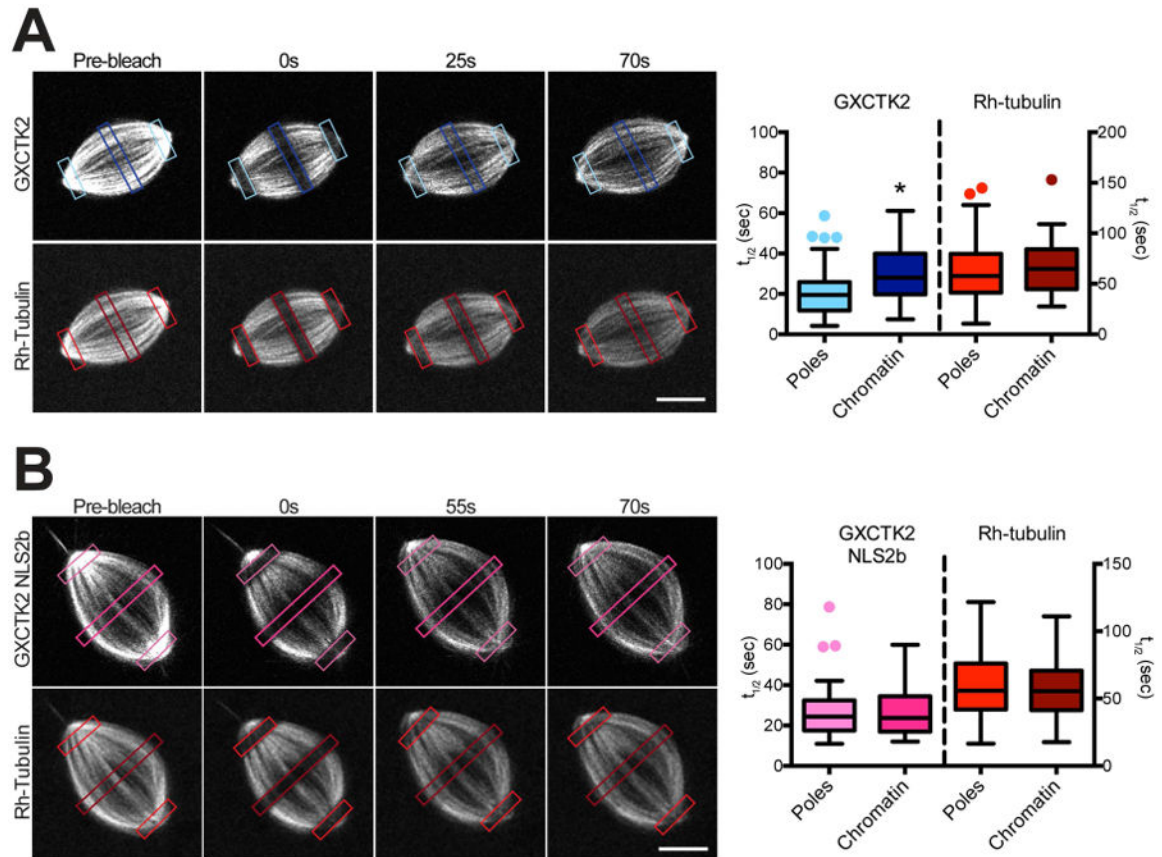 A
Pre-bleach 0s 25s 70s
GXCTK2
Rh-Tubulin
GXCTK2 Rh-tubulin
100
80
60
40
20
0
t1/2 (sec)
*
200
150
100
50
0
t1/2 (sec)
Poles
Chromatin
Poles
Chromatin
B
Pre-bleach 0s 55s 70s
GXCTK2 NLS2b
Rh-Tubulin
GXCTK2 Rh-tubulin
NLS2b
100
80
60
40
20
0
t1/2 (sec)
150
100
50
0
t1/2 (sec)
Poles
Chromatin
Poles
Chromatin